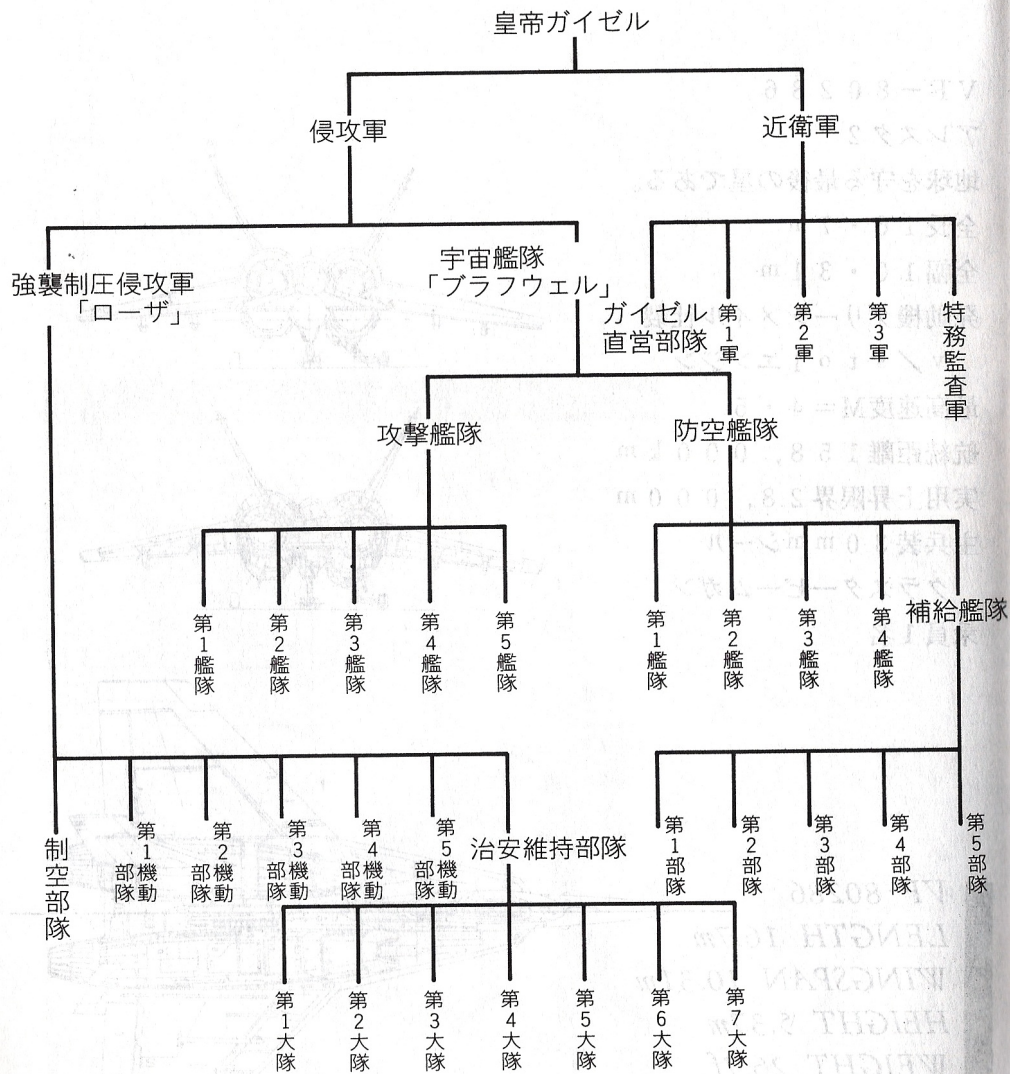 皇帝ガイゼル
侵攻軍
近衛軍
強襲制圧侵攻軍
「ローザ」
宇宙艦隊
「ブラフウェル」
ガイゼル
直営部隊
第1軍
第2軍
第3軍
特務監査軍
攻撃艦隊
防空艦隊
第1艦隊
第2艦隊
第3艦隊
第4艦隊
第5艦隊
第1艦隊
第2艦隊
第3艦隊
第4艦隊
補給艦隊
制空部隊
第1機動
部隊
第2機動
部隊
第3機動
部隊
第4機動
部隊
第5機動
部隊
治安維持部隊
第1部隊
第2部隊
第3部隊
第4部隊
第5部隊
第1大隊
第2大隊
第3大隊
第4大隊
第5大隊
第6大隊
第7大隊